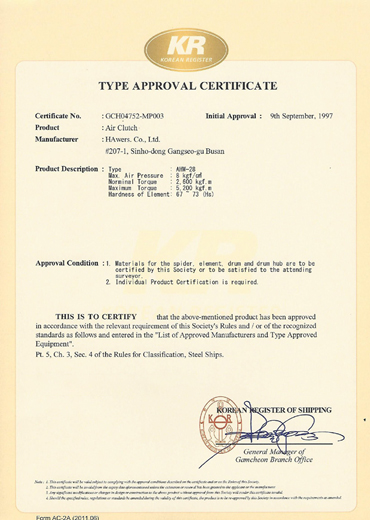 KR
KOREAN REGISTER
TYPE APPROVAL CERTIFICATE
Certificate No. : GCH04752-MP003 Initial Approval : 9th September, 1997
Product : Air Clutch
Manufacturer : HAwers. Co., Ltd.
#207-1, Sinho-dong Gangseo-gu Busan
Product Description : Type : AHW-28
Max. Air Pressure : 6 kgf/㎠
Norminal Torque : 2,600 kgf.m
Maximum Torque : 5,200 kgf.m
Hardness of Element: 67 ~ 73 (Hs)
Approval Condition : 1. Materials for the spider, element, drum and drum hub are to be
certified by this Society or to be satisfied to the attending
surveyor.
2. Individual Product Certification is required.
THIS IS TO CERTIFY that the above-mentioned product has been approved
in accordance with the relevant requirement of this Society's Rules and / or of the recognized
standards as follows and entered in the "List of Approved Manufacturers and Type Approved
Equipment".
Pt. 5, Ch. 3, Sec. 4 of the Rules for Classification, Steel Ships.
KOREAN REGISTER OF SHIPPING
KOR
General Manager of
Gamcheon Branch Office
Form AC-2A (2011.06)